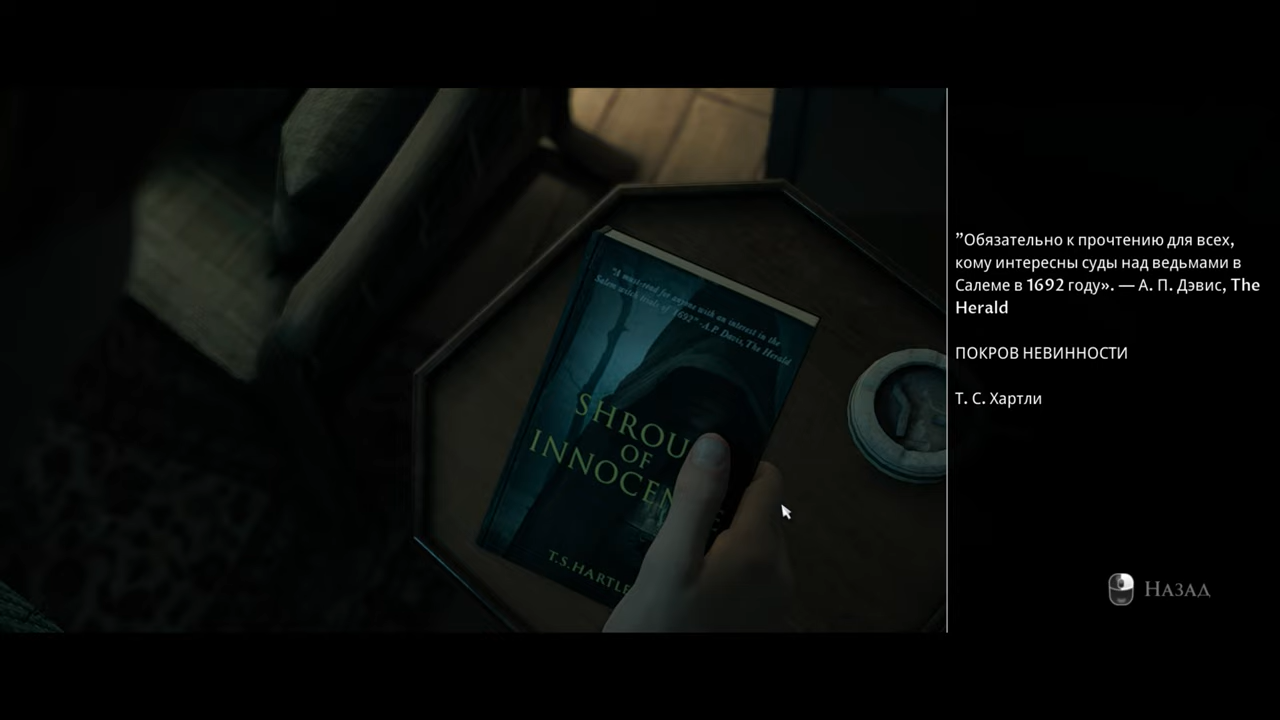 "A must-read for anyone with an interest in the
Salem witch trials of "1692" -A.P. Davis, The Herald
SHROU
OF
INNOCEN
T.S.HARTLE
”Обязательно к прочтению для всех,
кому интересны суды над ведьмами в
Салеме в 1692 году». — А. П. Дэвис, The
Herald
ПОКРОВ НЕВИННОСТИ
Т. С. Хартли
Назад